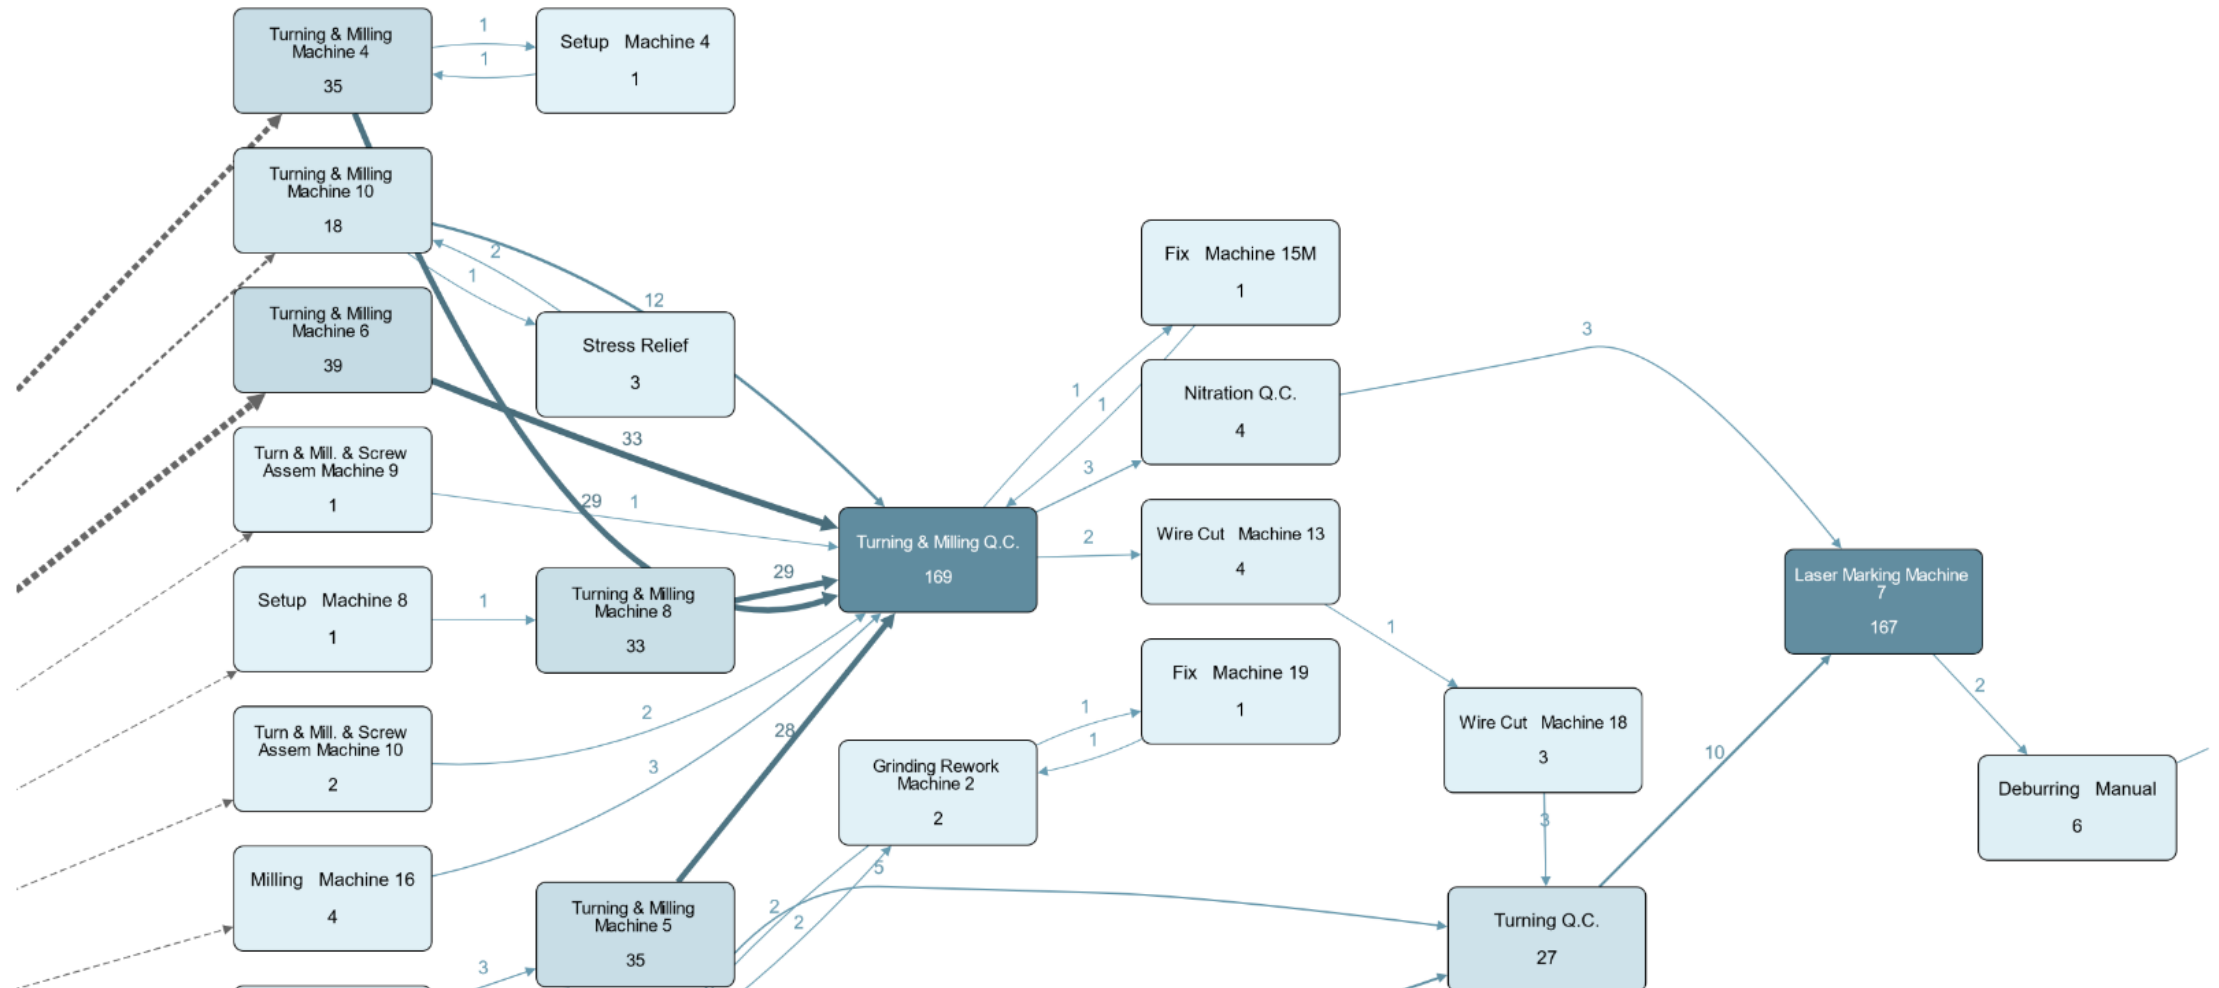 Turning & Milling
Machine 4
35
1
1
Setup Machine 4
1
Turning & Milling
Machine 10
18
2
1
12
Turning & Milling
Machine 6
39
Stress Relief
3
33
Fix Machine 15M
1
Nitration Q.C.
4
3
1
1
3
Turn & Mill. & Screw
Assem Machine 9
1
29
1
Turning & Milling Q.C.
169
2
Wire Cut Machine 13
4
Laser Marking Machine
7
167
Setup Machine 8
1
1
Turning & Milling
Machine 8
33
29
1
Fix Machine 19
1
1
1
Wire Cut Machine 18
3
2
Turn & Mill. & Screw
Assem Machine 10
2
2
28
3
Grinding Rework
Machine 2
2
10
Deburring Manual
6
3
5
Milling Machine 16
4
Turning & Milling
Machine 5
35
2
2
3
Turning Q.C.
27